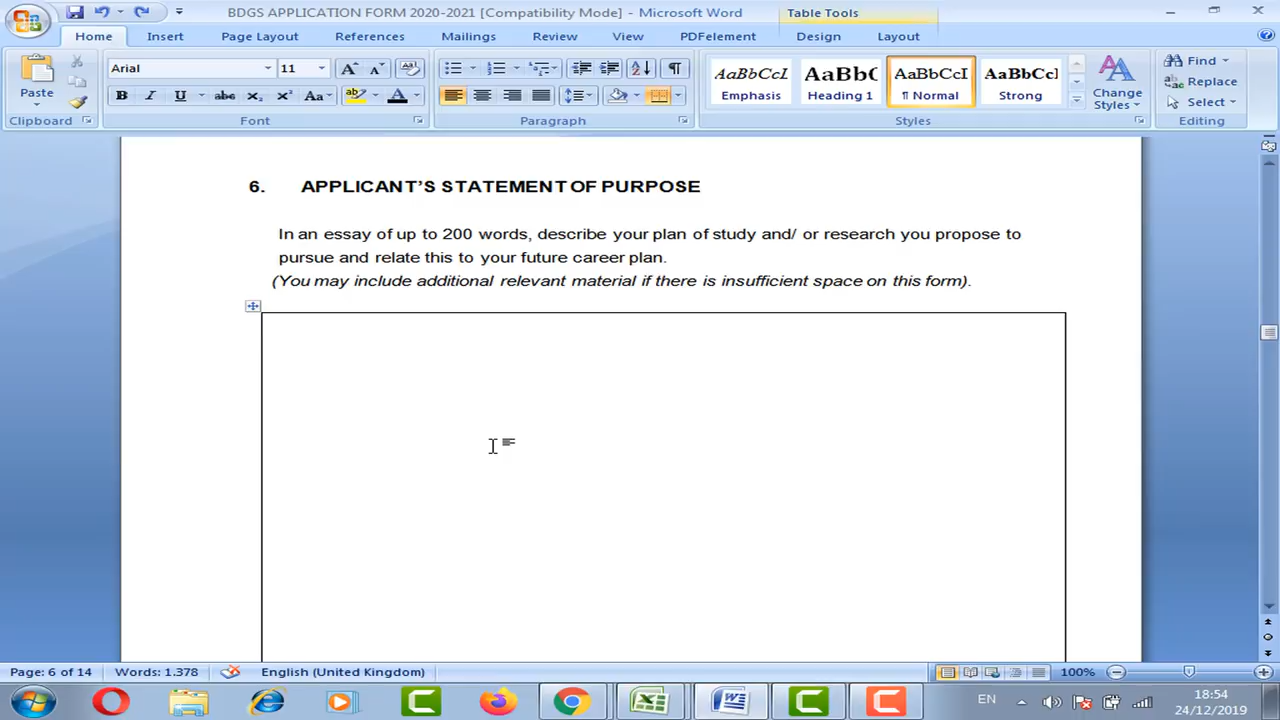 BDGS APPLICATION FORM 2020-2021 [Compatibility Mode] - Microsoft Word
Table Tools
Home Insert Page Layout References Mailings Review View PDFelement Design Layout
Paste
Clipboard
Arial 11
B I U abc X₂ X² Aa
Font
Paragraph
AaBbCcI AaBbC AaBbCcI AaBbCcl
Emphasis Heading 1 ¶ Normal Strong
Change
Styles
Styles
Find
Replace
Select
Editing
6. APPLICANT'S STATEMENT OF PURPOSE
In an essay of up to 200 words, describe your plan of study and/ or research you propose to
pursue and relate this to your future career plan.
(You may include additional relevant material if there is insufficient space on this form).
Page: 6 of 14 Words: 1.378 English (United Kingdom) 100%
EN 18:54
24/12/2019